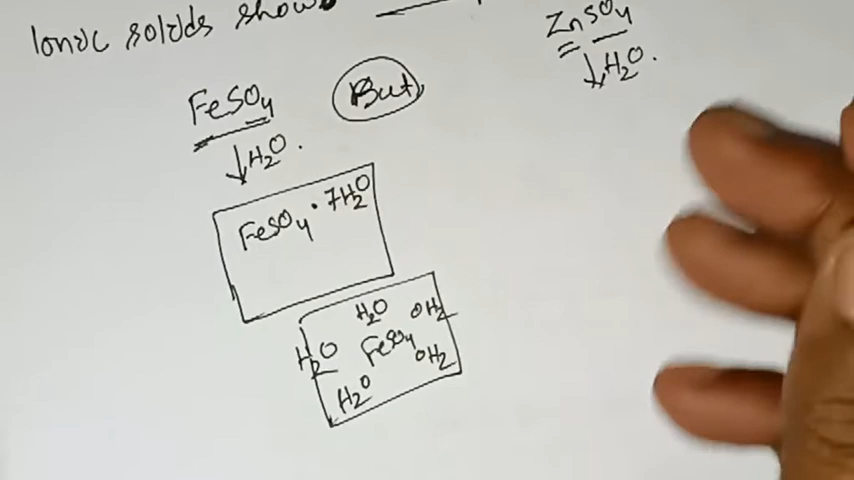 Ionic solids show
ZnSO4
↓H2O.
FeSO4
But,
↓H2O.
FeSO4 · 7H2O
H2O OH2
H2O FeSO4 OH2
H2O